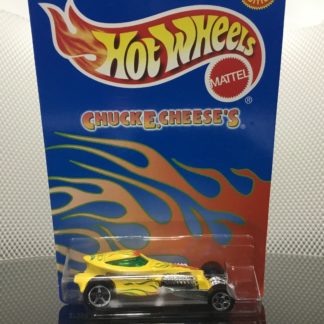 HOT WHEELS
MATTEL
®
CHUCK E. CHEESE'S